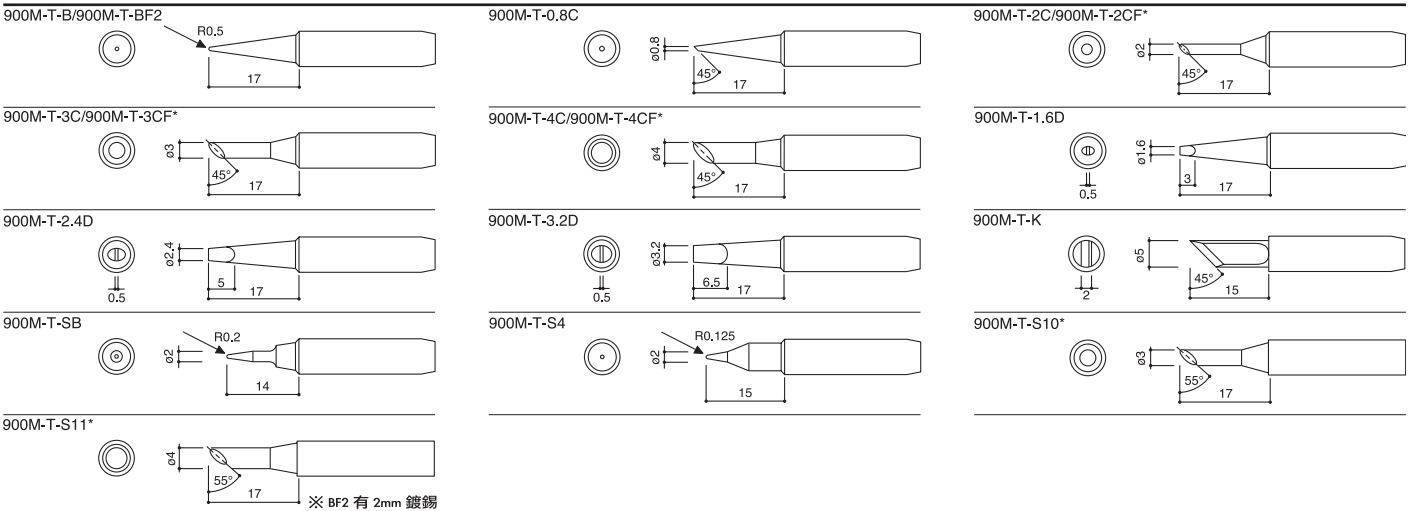 900M-T-B/900M-T-BF2
R0.5
17
900M-T-0.8C
ø0.8
45°
17
900M-T-2C/900M-T-2CF*
ø2
45°
17
900M-T-3C/900M-T-3CF*
ø3
45°
17
900M-T-4C/900M-T-4CF*
ø4
45°
17
900M-T-1.6D
0.5
ø1.6
3
17
900M-T-2.4D
0.5
ø2.4
5
17
900M-T-3.2D
0.5
ø3.2
6.5
17
900M-T-K
2
ø5
45°
15
900M-T-SB
ø2
R0.2
14
900M-T-S4
ø2
R0.125
15
900M-T-S10*
ø3
55°
17
900M-T-S11*
ø4
55°
17
※ BF2 有 2mm 鍍錫